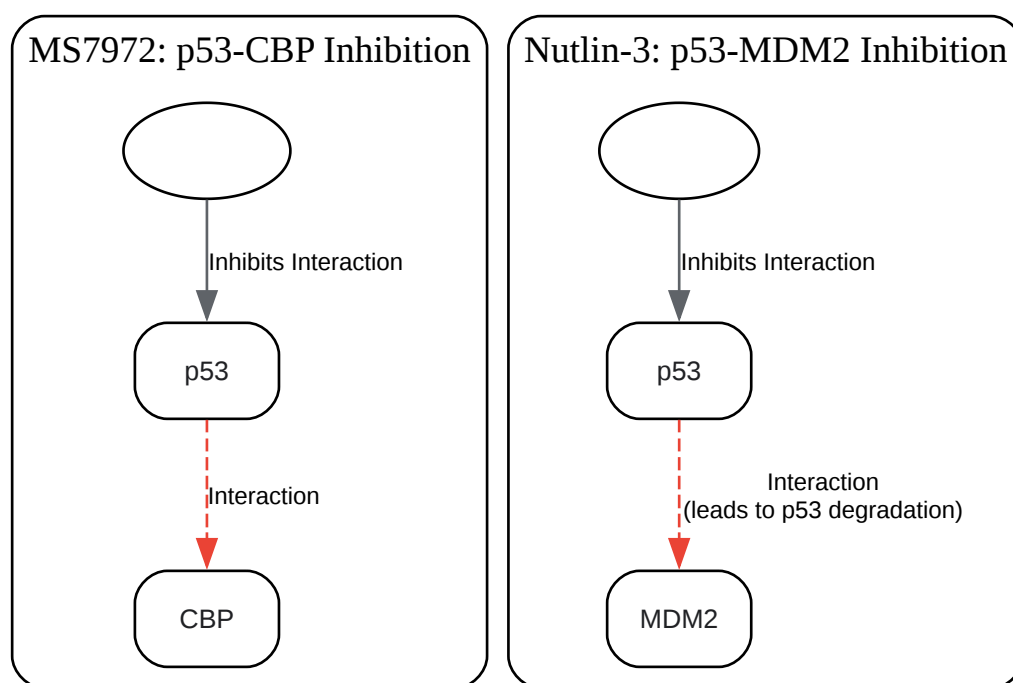 MS7972: p53-CBP Inhibition
Inhibits Interaction
p53
Interaction
CBP
Nutlin-3: p53-MDM2 Inhibition
Inhibits Interaction
p53
Interaction
(leads to p53 degradation)
MDM2